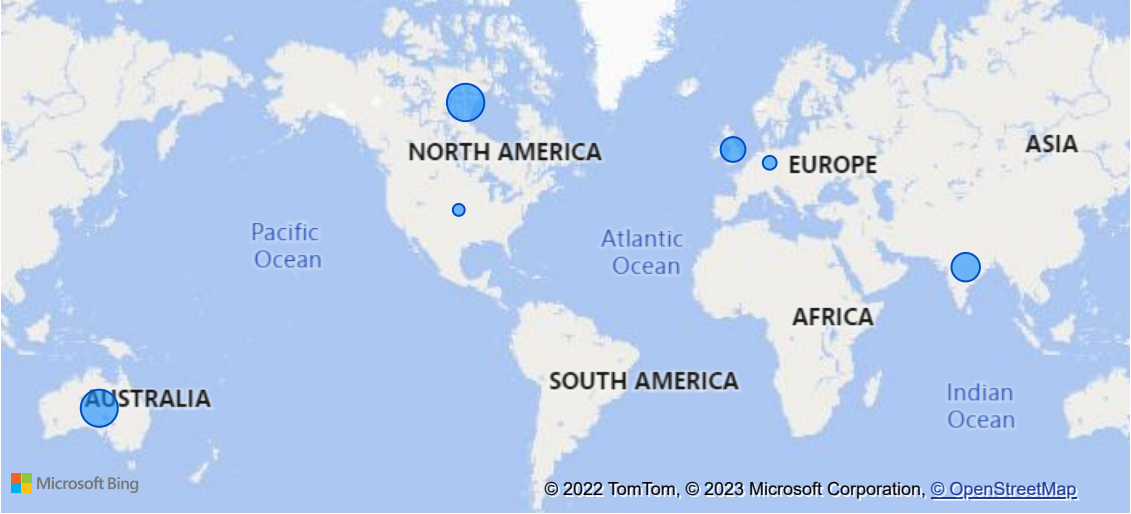 NORTH AMERICA
ASIA
EUROPE
Pacific
Ocean
Atlantic
Ocean
AFRICA
SOUTH AMERICA
AUSTRALIA
Indian
Ocean
Microsoft Bing
© 2022 TomTom, © 2023 Microsoft Corporation, © OpenStreetMap